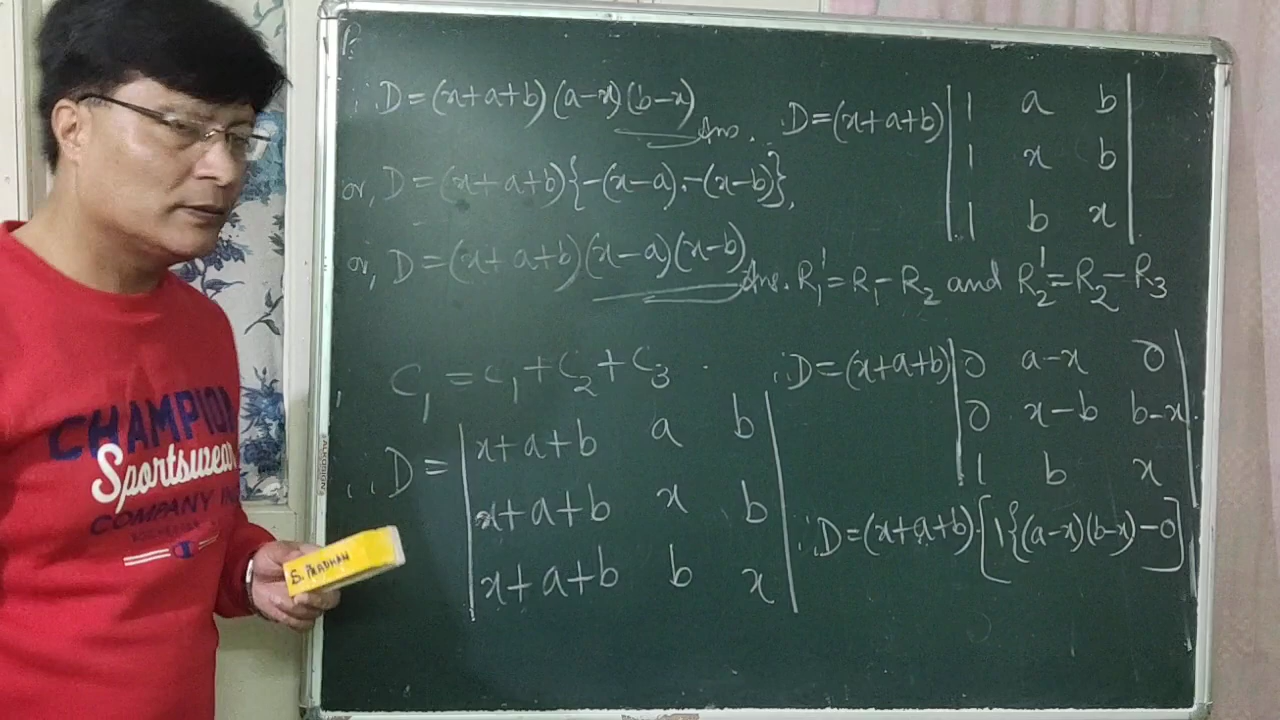 ∴ D=(x+a+b)(a-x)(b-x) Ans.
or, D=(x+a+b){-(x-a).-(x-b)},
or, D=(x+a+b)(x-a)(x-b) Ans.
C₁ = C₁+C₂+C₃
∴ D = | x+a+b a b |
| x+a+b x b |
| x+a+b b x |
D=(x+a+b) | 1 a b |
| 1 x b |
| 1 b x |
R₁' = R₁-R₂ and R₂' = R₂-R₃
∴ D=(x+a+b) | 0 a-x 0 |
| 0 x-b b-x |
| 1 b x |
∴ D=(x+a+b).[1{(a-x)(b-x)-0]
CHAMPION
Sportswear
COMPANY IN
S. PRADHAN